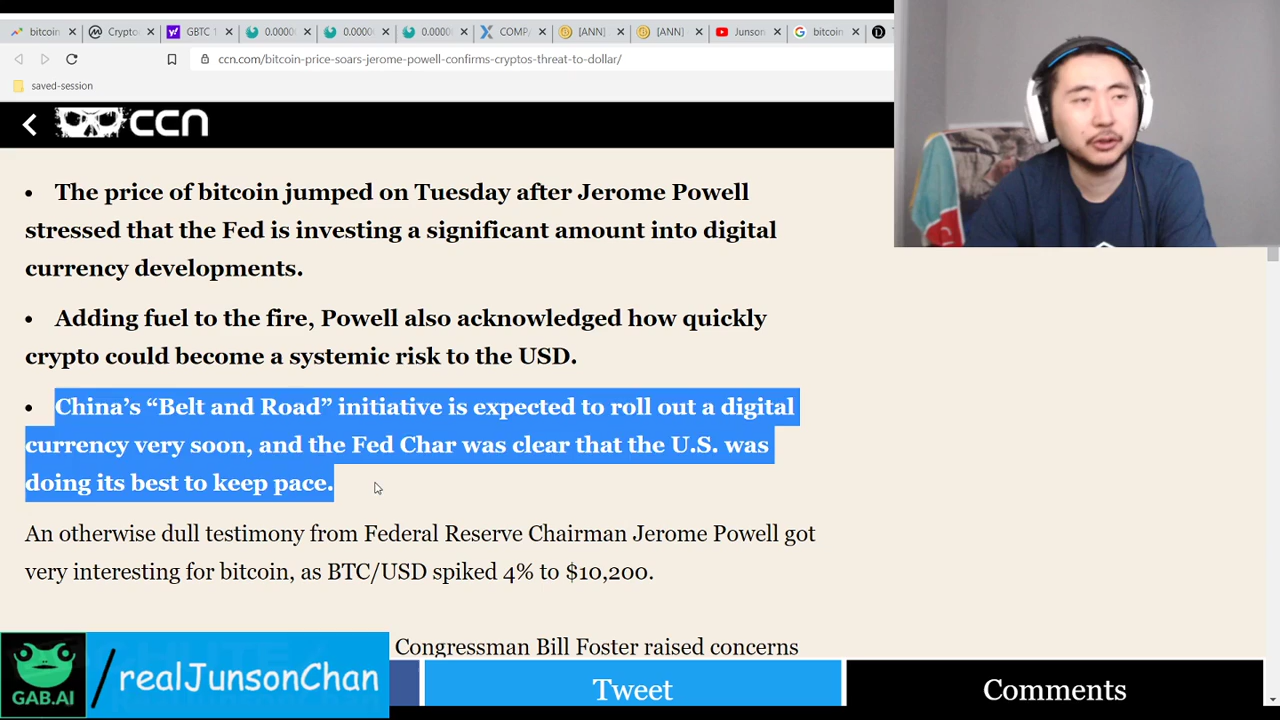 bitcoin
Crypto
GBTC 1
0.0000
0.0000
0.0000
COMP.
[ANN]
[ANN]
Junson
bitcoin
ccn.com/bitcoin-price-soars-jerome-powell-confirms-cryptos-threat-to-dollar/
saved-session
ccn
• The price of bitcoin jumped on Tuesday after Jerome Powell
stressed that the Fed is investing a significant amount into digital
currency developments.
• Adding fuel to the fire, Powell also acknowledged how quickly
crypto could become a systemic risk to the USD.
• China’s “Belt and Road” initiative is expected to roll out a digital
currency very soon, and the Fed Char was clear that the U.S. was
doing its best to keep pace.
An otherwise dull testimony from Federal Reserve Chairman Jerome Powell got
very interesting for bitcoin, as BTC/USD spiked 4% to $10,200.
Congressman Bill Foster raised concerns
GAB.AI
/realJunsonChan
Tweet
Comments